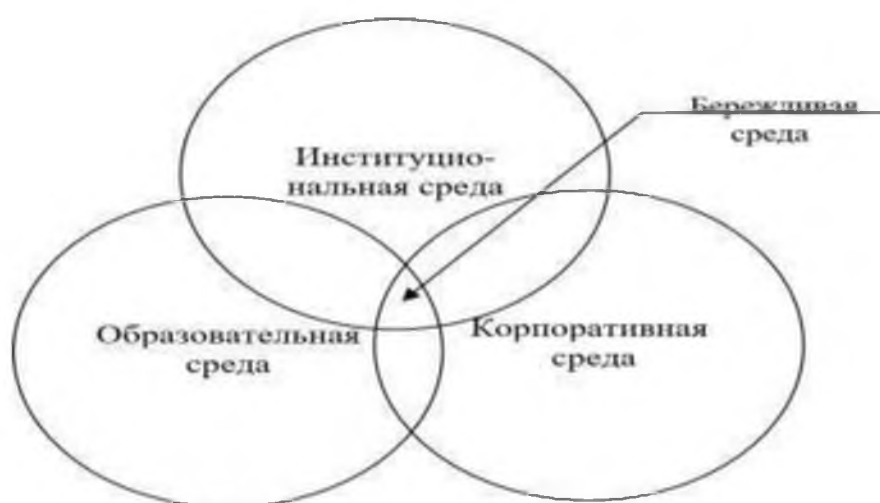 Бережливая
среда
Институцио-
нальная среда
Образовательная
среда
Корпоративная
среда